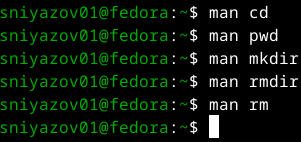 sniyazov01@fedora:~$ man cd
sniyazov01@fedora:~$ man pwd
sniyazov01@fedora:~$ man mkdir
sniyazov01@fedora:~$ man rmdir
sniyazov01@fedora:~$ man rm
sniyazov01@fedora:~$